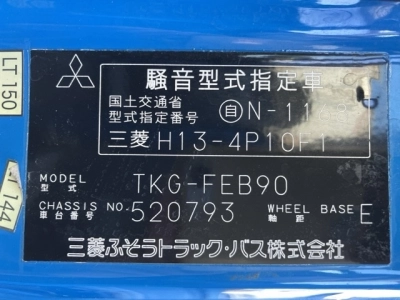 LT 150
騒音型式指定車
国土交通省
型式指定番号 自 N-11
三菱 H13-4P10
MODEL
型式 TKG-FEB90
CHASSIS NO.
車台番号 520793
WHEEL BASE
軸距 E
三菱ふそうトラック・バス株式会社
144